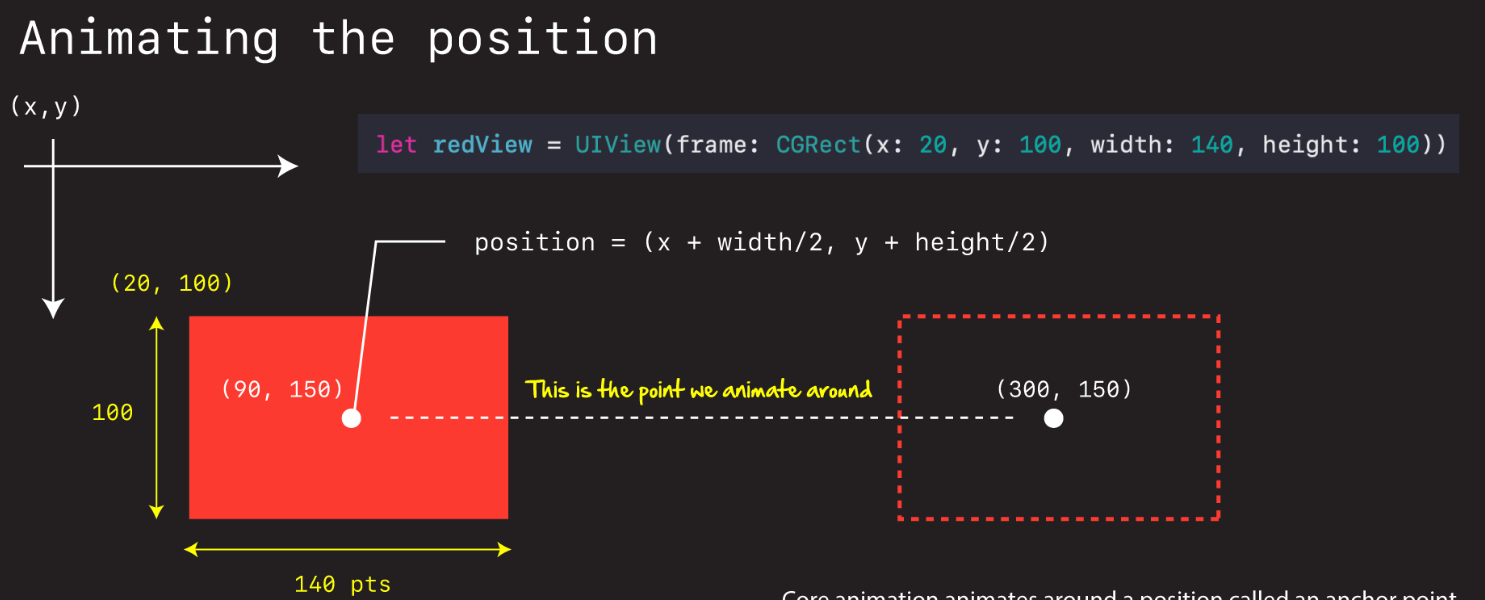 Animating the position
(x,y)
let redView = UIView(frame: CGRect(x: 20, y: 100, width: 140, height: 100))
position = (x + width/2, y + height/2)
(20, 100)
(90, 150)
This is the point we animate around
(300, 150)
100
140 pts
Core animation animates around a position called an anchor point